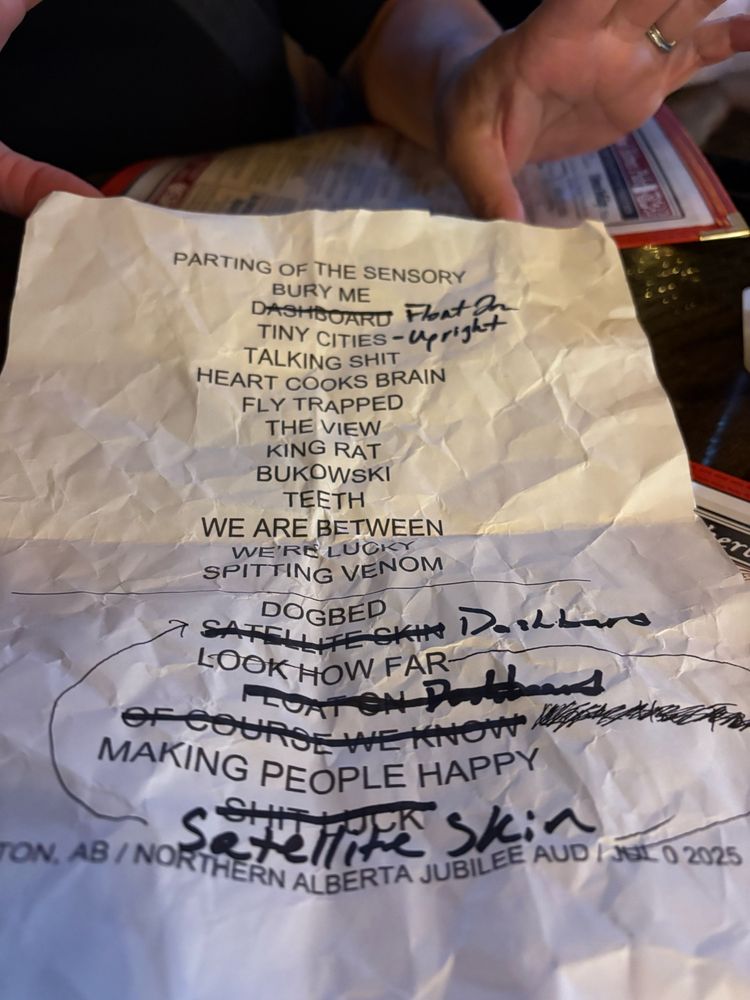 PARTING OF THE SENSORY
BURY ME
DASHBOARD Float On
TINY CITIES - Upright
TALKING SHIT
HEART COOKS BRAIN
FLY TRAPPED
THE VIEW
KING RAT
BUKOWSKI
TEETH
WE ARE BETWEEN
WE'RE LUCKY
SPITTING VENOM
DOGBED
SATELLITE SKIN Dashboard
LOOK HOW FAR
FLOAT ON Dashboard
OF COURSE WE KNOW
MAKING PEOPLE HAPPY
SHIT LUCK
Satellite Skin
TON, AB / NORTHERN ALBERTA JUBILEE AUD / 2025